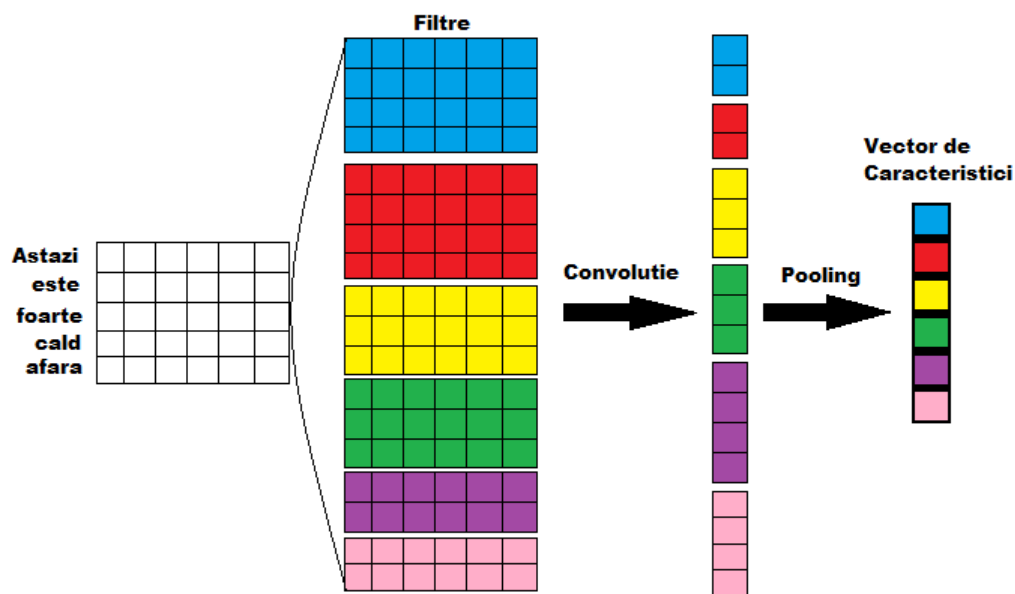 Filtre
Astazi
este
foarte
cald
afara
Convolutie
Pooling
Vector de
Caracteristici